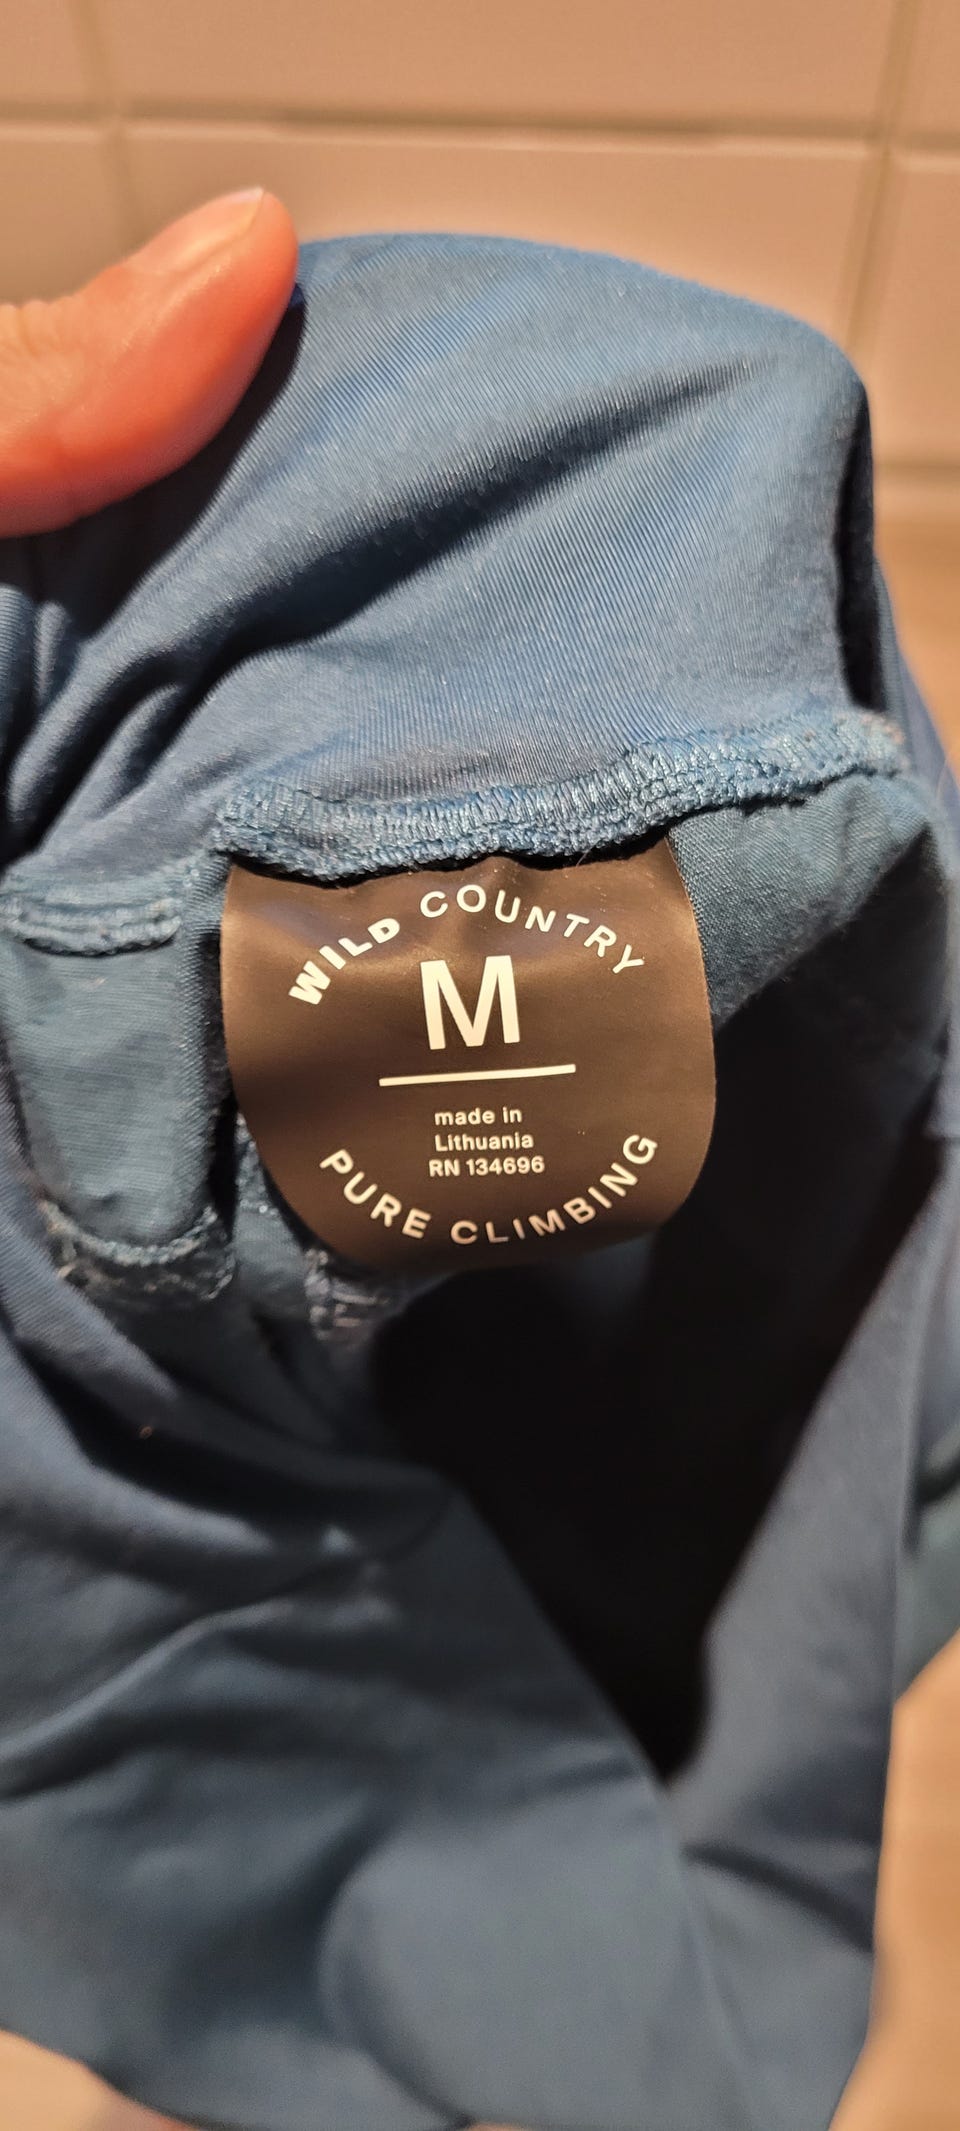 WILD COUNTRY
M
made in
Lithuania
RN 134696
PURE CLIMBING